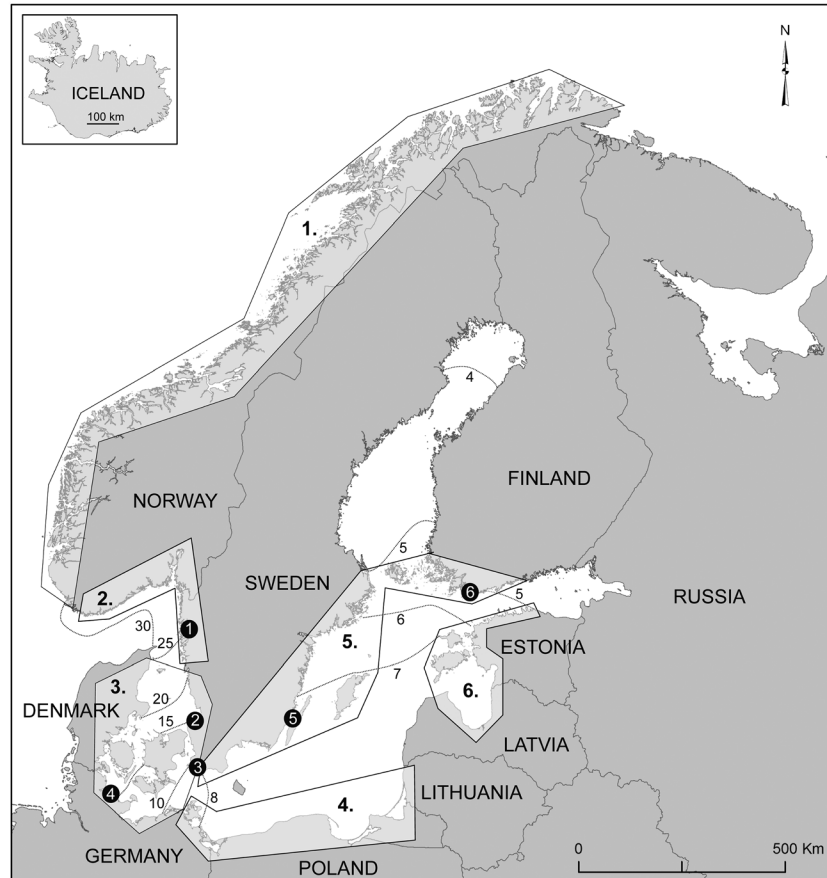 N
ICELAND
100 km
1.
4
NORWAY
FINLAND
5
SWEDEN
6
5
RUSSIA
2.
30
1
25
6
5.
ESTONIA
7
3.
6.
DENMARK
20
15
2
5
LATVIA
3
4
10
8
4.
LITHUANIA
GERMANY
POLAND
0
500 Km